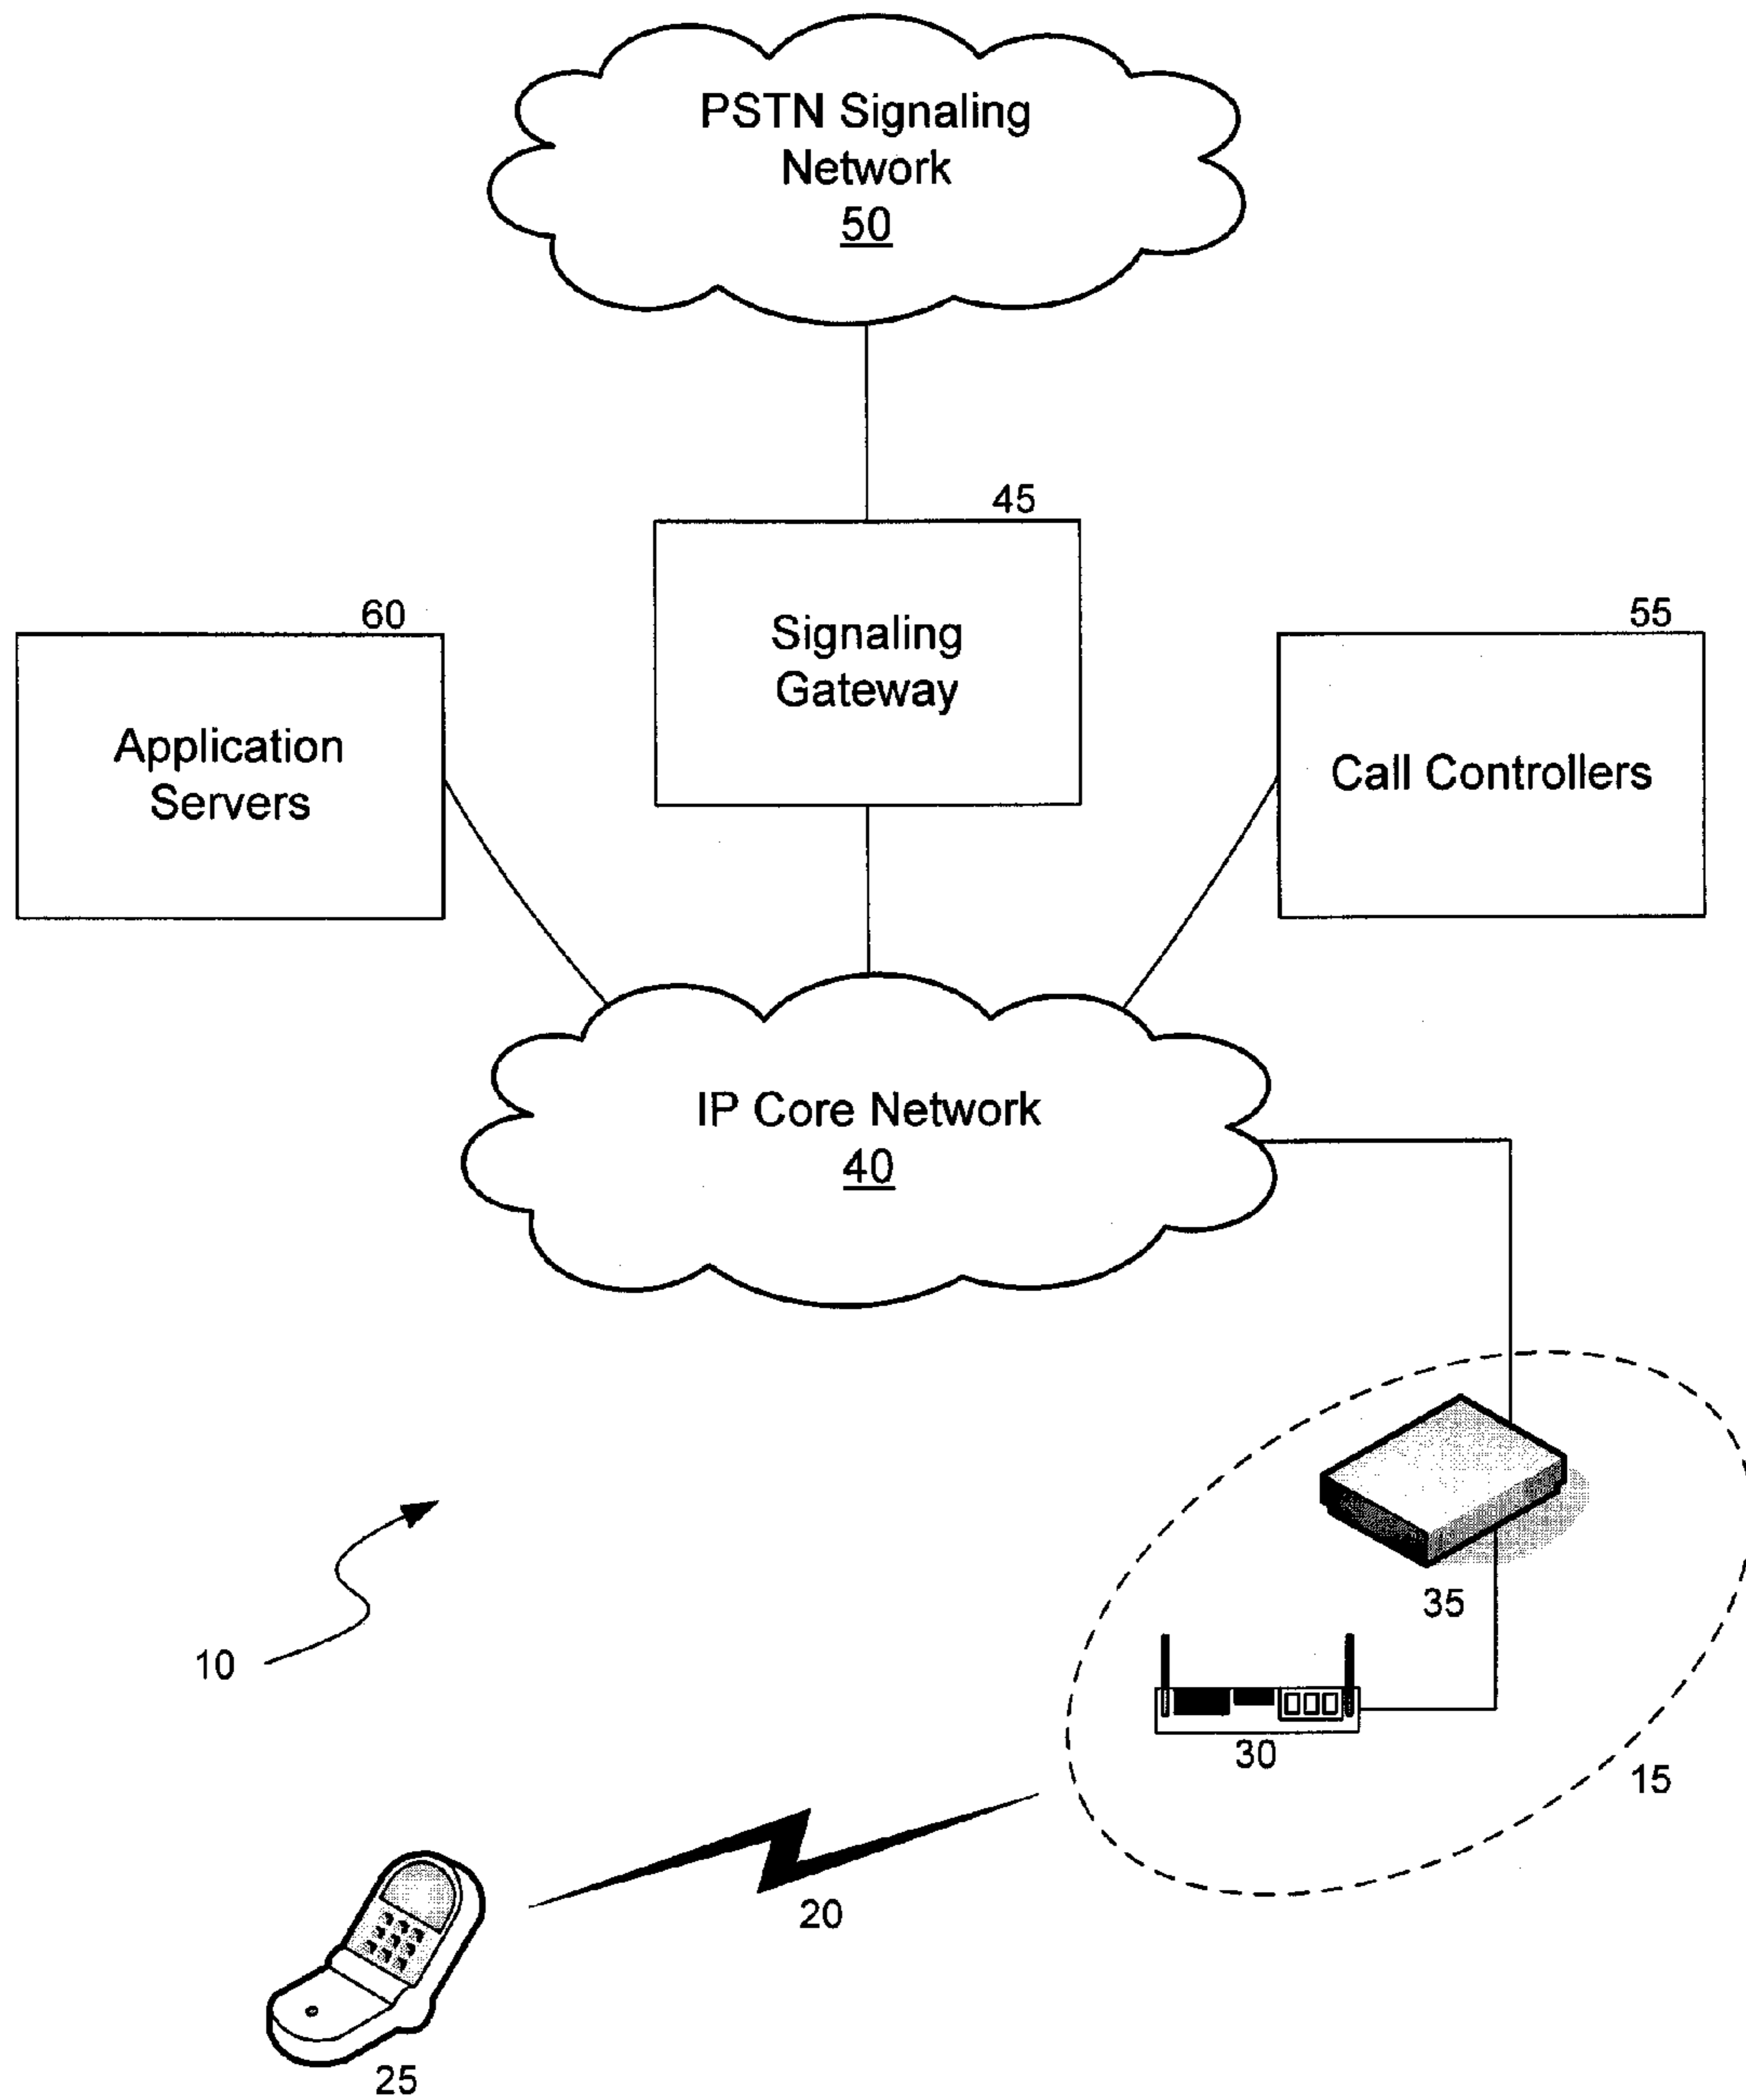 PSTN Signaling
Network
50
45
Signaling
Gateway
60
Application
Servers
55
Call Controllers
IP Core Network
40
35
10
30
15
20
25